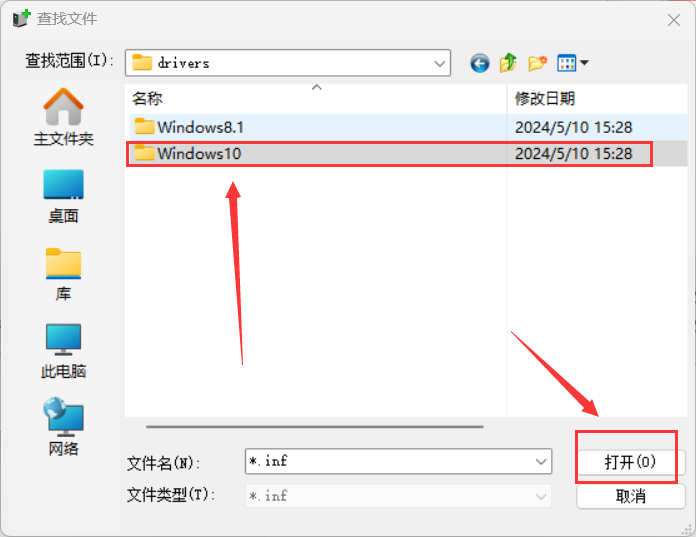 查找文件
查找范围(I):
drivers
名称
修改日期
Windows8.1
2024/5/10 15:28
Windows10
2024/5/10 15:28
主文件夹
桌面
库
此电脑
网络
文件名(N):
*.inf
打开(O)
文件类型(T):
*.inf
取消